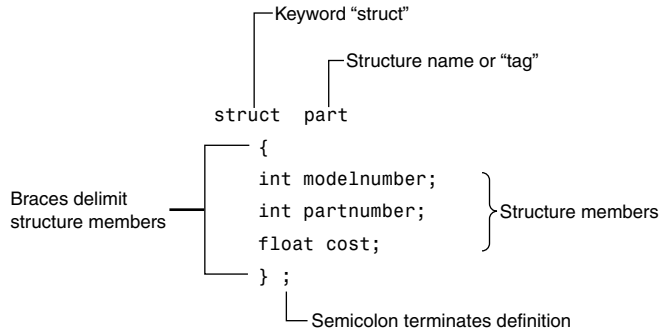 Keyword “struct”
Structure name or “tag”
struct part
{
int modelnumber;
Braces delimit
structure members
int partnumber;
Structure members
float cost;
} ;
Semicolon terminates definition